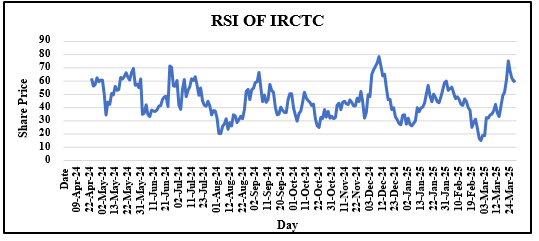 RSI OF IRCTC
Share Price
90
80
70
60
50
40
30
20
10
0
Date
09-Apr-24
22-Apr-24
02-May-24
13-May-24
22-May-24
31-May-24
11-Jun-24
21-Jun-24
02-Jul-24
11-Jul-24
23-Jul-24
01-Aug-24
12-Aug-24
22-Aug-24
02-Sep-24
11-Sep-24
20-Sep-24
01-Oct-24
11-Oct-24
22-Oct-24
31-Oct-24
11-Nov-24
22-Nov-24
03-Dec-24
12-Dec-24
23-Dec-24
02-Jan-25
13-Jan-25
22-Jan-25
31-Jan-25
10-Feb-25
19-Feb-25
03-Mar-25
12-Mar-25
24-Mar-25
Day